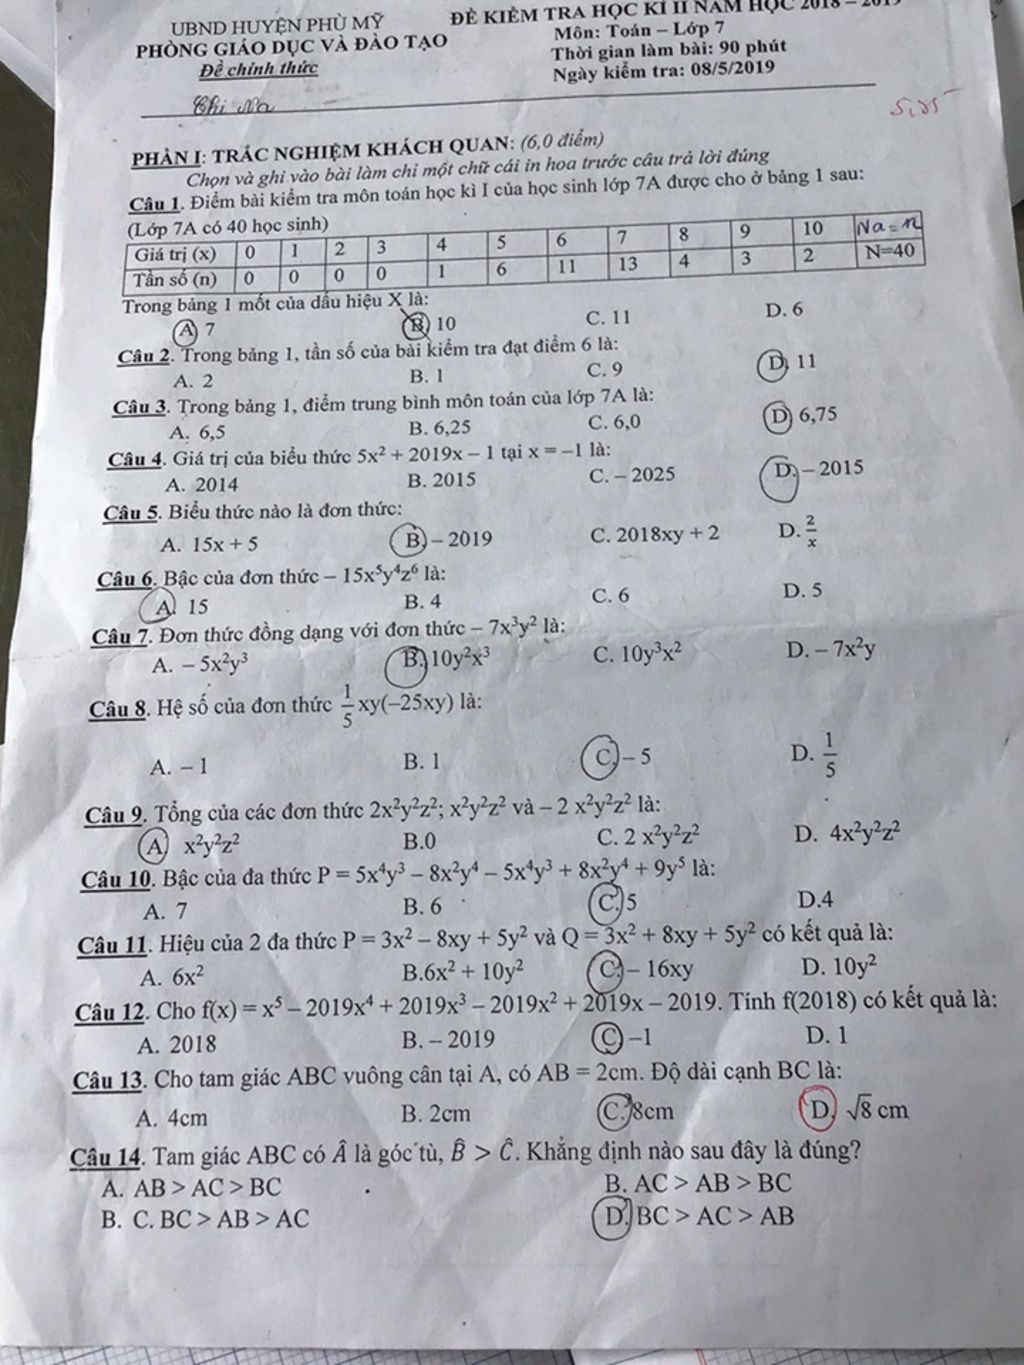 UBND HUYỆN PHÙ MỸ
PHÒNG GIÁO DỤC VÀ ĐÀO TẠO
Đề chính thức
ĐỀ KIỂM TRA HỌC KÌ II NĂM HỌC 2018 – 2019
Môn: Toán – Lớp 7
Thời gian làm bài: 90 phút
Ngày kiểm tra: 08/5/2019
Chi Na
PHẦN I: TRẮC NGHIỆM KHÁCH QUAN: (6,0 điểm)
Chọn và ghi vào bài làm chỉ một chữ cái in hoa trước câu trả lời đúng
Câu 1. Điểm bài kiểm tra môn toán học kì I của học sinh lớp 7A được cho ở bảng 1 sau:
(Lớp 7A có 40 học sinh)
Giá trị (x) 0 1 2 3 4 5 6 7 8 9 10 Na = n
Tần số (n) 0 0 0 0 1 6 11 13 4 3 2 N=40
Trong bảng 1 mốt của dấu hiệu X là:
A 7 B 10 C. 11 D. 6
Câu 2. Trong bảng 1, tần số của bài kiểm tra đạt điểm 6 là:
A. 2 B. 1 C. 9 D. 11
Câu 3. Trong bảng 1, điểm trung bình môn toán của lớp 7A là:
A. 6,5 B. 6,25 C. 6,0 D 6,75
Câu 4. Giá trị của biểu thức 5x² + 2019x – 1 tại x = –1 là:
A. 2014 B. 2015 C. – 2025 D. – 2015
Câu 5. Biểu thức nào là đơn thức:
A. 15x + 5 B. – 2019 C. 2018xy + 2 D. 2/x
Câu 6. Bậc của đơn thức – 15x⁵y⁴z⁶ là:
A. 15 B. 4 C. 6 D. 5
Câu 7. Đơn thức đồng dạng với đơn thức – 7x³y² là:
A. – 5x²y³ B. 10y²x³ C. 10y³x² D. – 7x²y
Câu 8. Hệ số của đơn thức 1/5 xy(–25xy) là:
A. – 1 B. 1 C. – 5 D. 1/5
Câu 9. Tổng của các đơn thức 2x²y²z²; x²y²z² và – 2 x²y²z² là:
A. x²y²z² B.0 C. 2 x²y²z² D. 4x²y²z²
Câu 10. Bậc của đa thức P = 5x⁴y³ – 8x²y⁴ – 5x⁴y³ + 8x²y⁴ + 9y⁵ là:
A. 7 B. 6 C. 5 D.4
Câu 11. Hiệu của 2 đa thức P = 3x² – 8xy + 5y² và Q = 3x² + 8xy + 5y² có kết quả là:
A. 6x² B.6x² + 10y² C. – 16xy D. 10y²
Câu 12. Cho f(x) = x⁵ – 2019x⁴ + 2019x³ – 2019x² + 2019x – 2019. Tính f(2018) có kết quả là:
A. 2018 B. – 2019 C –1 D. 1
Câu 13. Cho tam giác ABC vuông cân tại A, có AB = 2cm. Độ dài cạnh BC là:
A. 4cm B. 2cm C. 8cm D. √8 cm
Câu 14. Tam giác ABC có Â là góc tù, B̂ > Ĉ. Khẳng định nào sau đây là đúng?
A. AB > AC > BC B. AC > AB > BC
B. C. BC > AB > AC D. BC > AC > AB